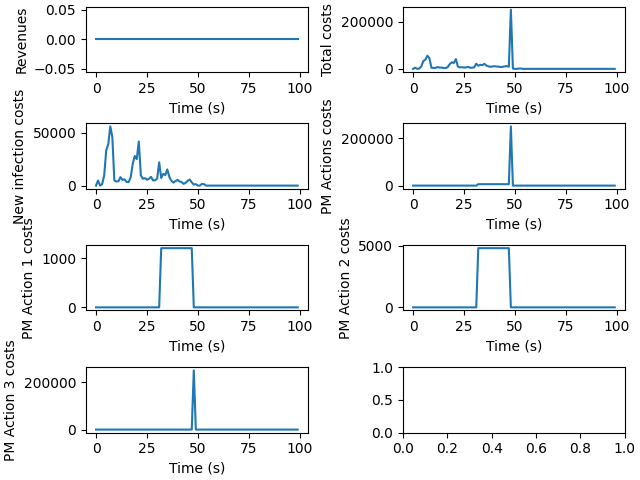 Revenues
0.05
0.00
−0.05
0 25 50 75 100
Time (s)
Total costs
200000
0
0 25 50 75 100
Time (s)
New infection costs
50000
0
0 25 50 75 100
Time (s)
PM Actions costs
200000
0
0 25 50 75 100
Time (s)
PM Action 1 costs
1000
0
0 25 50 75 100
Time (s)
PM Action 2 costs
5000
0
0 25 50 75 100
Time (s)
PM Action 3 costs
200000
0
0 25 50 75 100
Time (s)
1.0
0.5
0.0
0.0 0.2 0.4 0.6 0.8 1.0